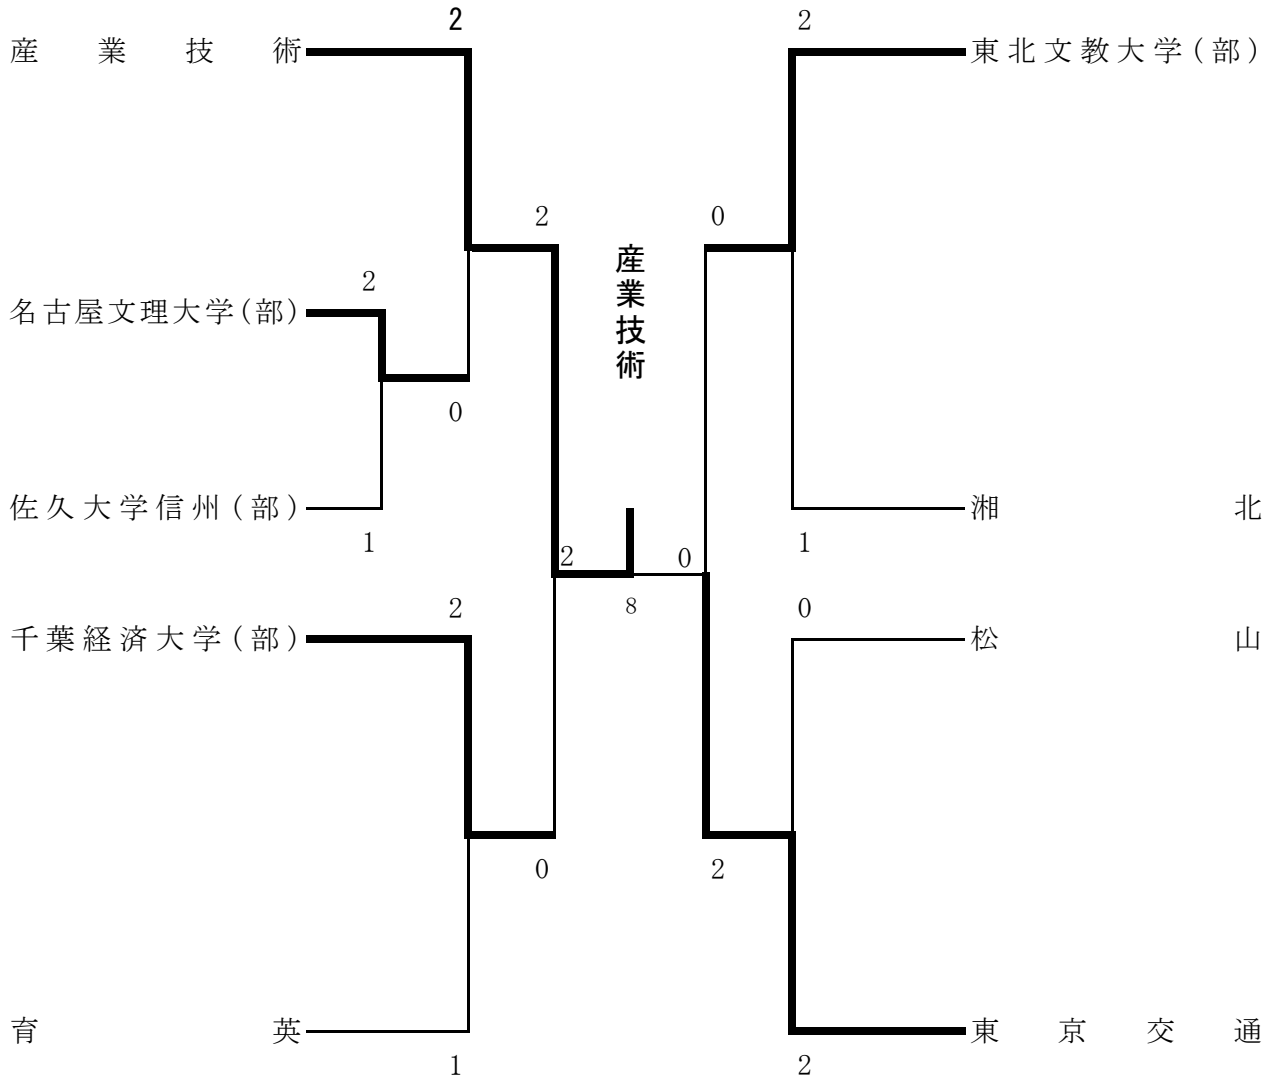 2 2
産業技術 東北文教大学(部)
2 0
産業技術
2
名古屋文理大学(部)
0
佐久大学信州(部) 湘北
1 2 0 1
2 8 0
千葉経済大学(部) 松山
0 2
育英 東京交通
1 2